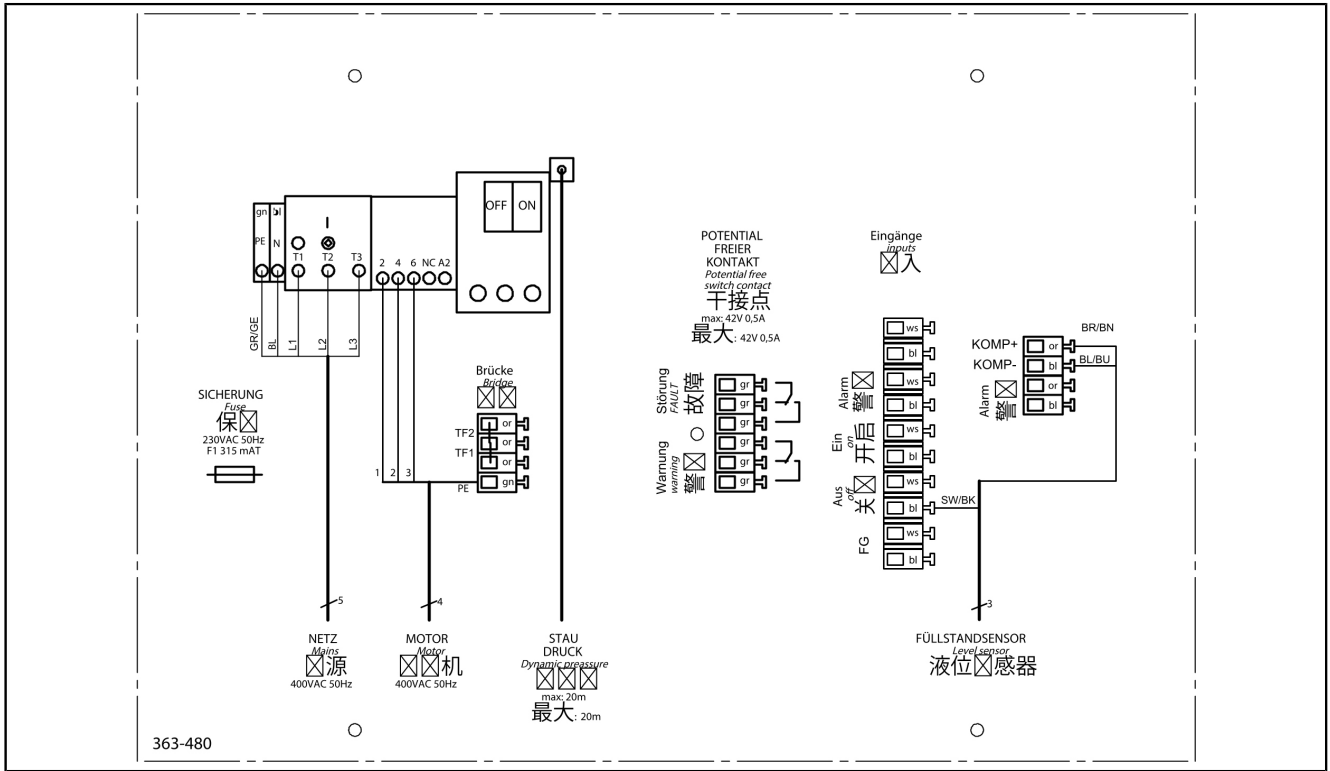 OFF ON
gn bl
PE N
T1 T2 T3
2 4 6 NC A2
GR/GE
BL
L1
L2
L3
SICHERUNG
Fuse
保
230VAC 50Hz
F1 315 mAT
Brücke
Bridge
or
TF2
or
TF1
or
1 2 3
PE gn
5
NETZ
Mains
源
400VAC 50Hz
4
MOTOR
Motor
机
400VAC 50Hz
STAU
DRUCK
Dynamic preassure
max: 20m
最大: 20m
POTENTIAL
FREIER
KONTAKT
Potential free
switch contact
干接点
max: 42V 0,5A
最大: 42V 0,5A
Störung
FAULT
故障
gr
gr
gr
Warnung
warning
警
gr
gr
gr
Eingänge
inputs
入
ws
bl
Alarm
警
ws
bl
Ein
on
开启
ws
bl
Aus
off
关
ws
bl
SW/BK
FG
ws
bl
KOMP+ or BR/BN
KOMP- bl BL/BU
Alarm
警
or
bl
3
FÜLLSTANDSENSOR
Level sensor
液位感器
363-480